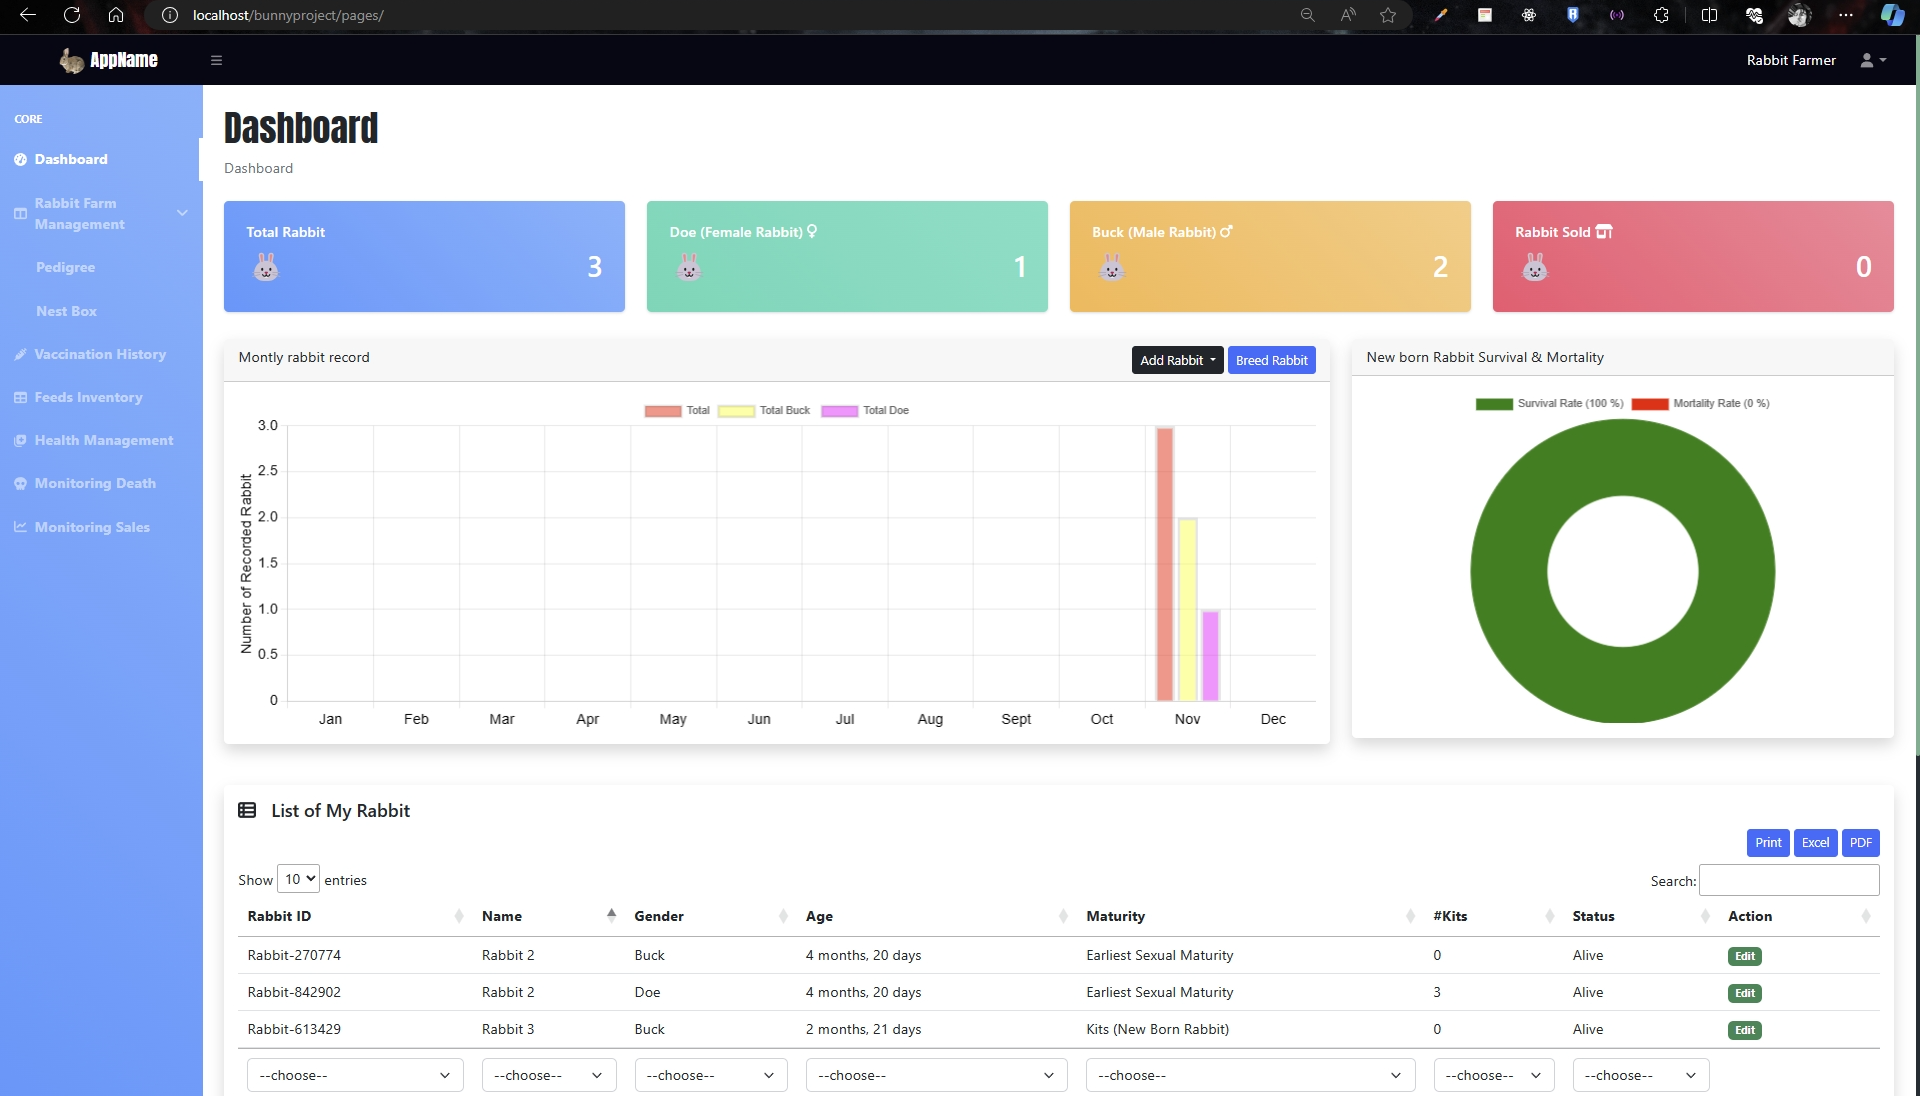 localhost/bunnyproject/pages/
AppName
Rabbit Farmer
CORE
Dashboard
Rabbit Farm
Management
Pedigree
Nest Box
Vaccination History
Feeds Inventory
Health Management
Monitoring Death
Monitoring Sales
Dashboard
Dashboard
Total Rabbit
3
Doe (Female Rabbit)
1
Buck (Male Rabbit)
2
Rabbit Sold
0
Montly rabbit record
Add Rabbit
Breed Rabbit
Total Total Buck Total Doe
Number of Recorded Rabbit
3.0
2.5
2.0
1.5
1.0
0.5
0
Jan Feb Mar Apr May Jun Jul Aug Sept Oct Nov Dec
New born Rabbit Survival & Mortality
Survival Rate (100 %) Mortality Rate (0 %)
List of My Rabbit
Print Excel PDF
Show 10 entries
Search:
Rabbit ID Name Gender Age Maturity #Kits Status Action
Rabbit-270774 Rabbit 2 Buck 4 months, 20 days Earliest Sexual Maturity 0 Alive Edit
Rabbit-842902 Rabbit 2 Doe 4 months, 20 days Earliest Sexual Maturity 3 Alive Edit
Rabbit-613429 Rabbit 3 Buck 2 months, 21 days Kits (New Born Rabbit) 0 Alive Edit
--choose-- --choose-- --choose-- --choose-- --choose-- --choose-- --choose--